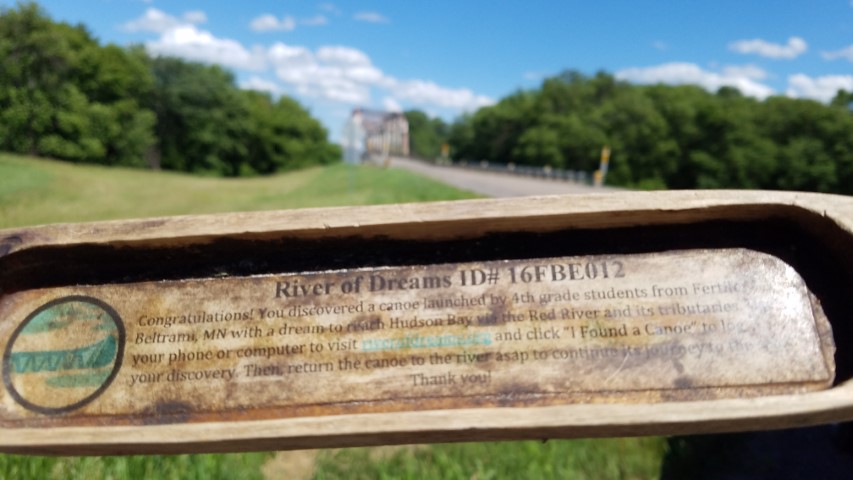 River of Dreams ID# 16FBE012
Congratulations! You discovered a canoe launched by 4th grade students from
Beltrami, MN with a dream to reach Hudson Bay via the Red River and its tributaries.
your phone or computer to visit and click "I Found a Canoe" to
your discovery. Then, return the canoe to the river asap to continue its journey to
Thank you!